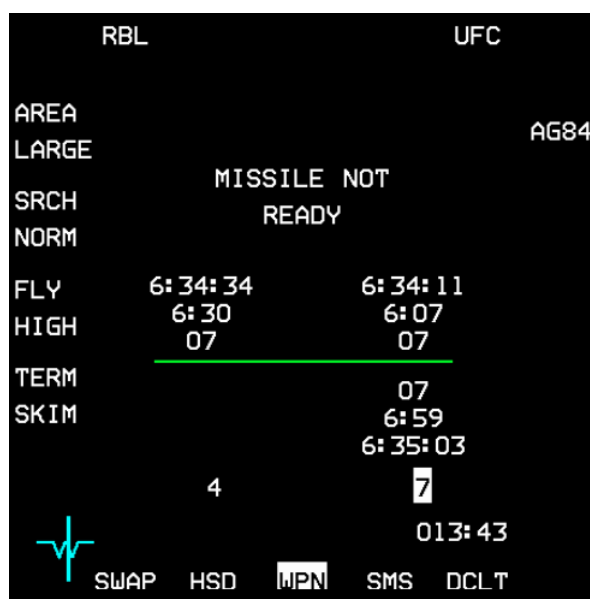 RBL UFC
AREA
LARGE
AG84
MISSILE NOT
READY
SRCH
NORM
FLY
HIGH
6:34:34 6:34:11
6:30 6:07
07 07
TERM
SKIM
07
6:59
6:35:03
4 7
013:43
SWAP HSD WPN SMS DCLT